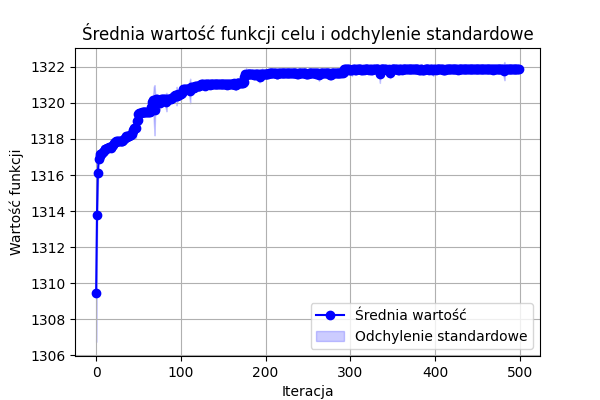 Średnia wartość funkcji celu i odchylenie standardowe
Wartość funkcji
1322
1320
1318
1316
1314
1312
1310
1308
1306
Średnia wartość
Odchylenie standardowe
0 100 200 300 400 500
Iteracja